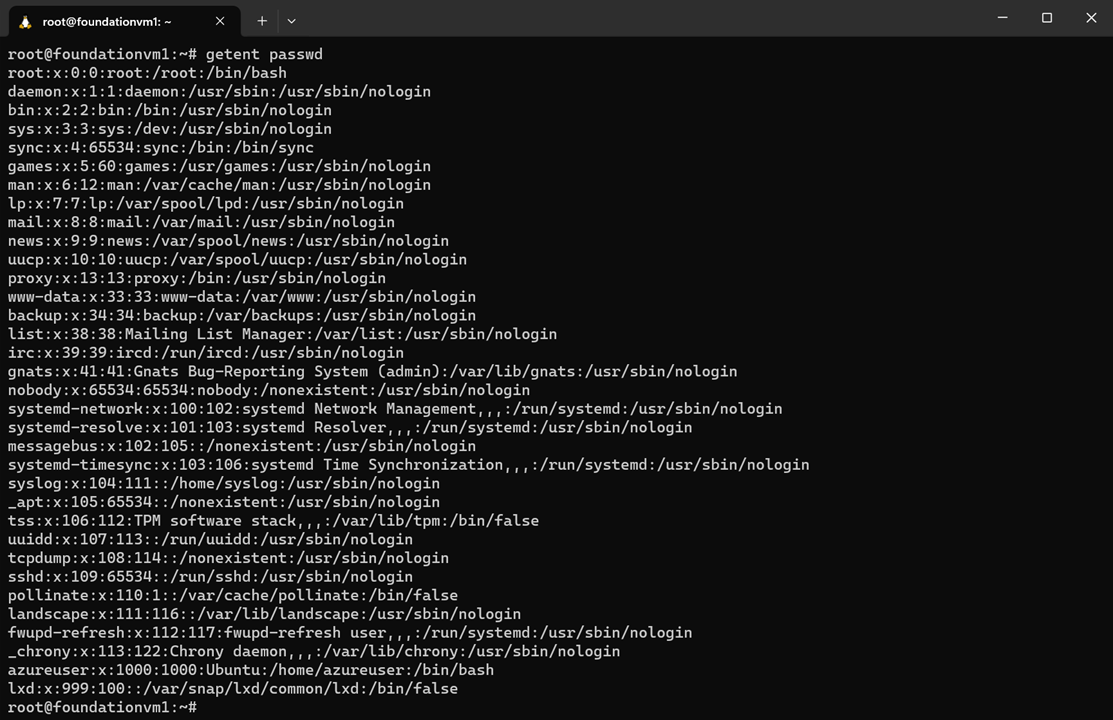 root@foundationvm1: ~
root@foundationvm1:~# getent passwd
root:x:0:0:root:/root:/bin/bash
daemon:x:1:1:daemon:/usr/sbin:/usr/sbin/nologin
bin:x:2:2:bin:/bin:/usr/sbin/nologin
sys:x:3:3:sys:/dev:/usr/sbin/nologin
sync:x:4:65534:sync:/bin:/bin/sync
games:x:5:60:games:/usr/games:/usr/sbin/nologin
man:x:6:12:man:/var/cache/man:/usr/sbin/nologin
lp:x:7:7:lp:/var/spool/lpd:/usr/sbin/nologin
mail:x:8:8:mail:/var/mail:/usr/sbin/nologin
news:x:9:9:news:/var/spool/news:/usr/sbin/nologin
uucp:x:10:10:uucp:/var/spool/uucp:/usr/sbin/nologin
proxy:x:13:13:proxy:/bin:/usr/sbin/nologin
www-data:x:33:33:www-data:/var/www:/usr/sbin/nologin
backup:x:34:34:backup:/var/backups:/usr/sbin/nologin
list:x:38:38:Mailing List Manager:/var/list:/usr/sbin/nologin
irc:x:39:39:ircd:/run/ircd:/usr/sbin/nologin
gnats:x:41:41:Gnats Bug-Reporting System (admin):/var/lib/gnats:/usr/sbin/nologin
nobody:x:65534:65534:nobody:/nonexistent:/usr/sbin/nologin
systemd-network:x:100:102:systemd Network Management,,,:/run/systemd:/usr/sbin/nologin
systemd-resolve:x:101:103:systemd Resolver,,,:/run/systemd:/usr/sbin/nologin
messagebus:x:102:105::/nonexistent:/usr/sbin/nologin
systemd-timesync:x:103:106:systemd Time Synchronization,,,:/run/systemd:/usr/sbin/nologin
syslog:x:104:111::/home/syslog:/usr/sbin/nologin
_apt:x:105:65534::/nonexistent:/usr/sbin/nologin
tss:x:106:112:TPM software stack,,,:/var/lib/tpm:/bin/false
uuidd:x:107:113::/run/uuidd:/usr/sbin/nologin
tcpdump:x:108:114::/nonexistent:/usr/sbin/nologin
sshd:x:109:65534::/run/sshd:/usr/sbin/nologin
pollinate:x:110:1::/var/cache/pollinate:/bin/false
landscape:x:111:116::/var/lib/landscape:/usr/sbin/nologin
fwupd-refresh:x:112:117:fwupd-refresh user,,,:/run/systemd:/usr/sbin/nologin
_chrony:x:113:122:Chrony daemon,,,:/var/lib/chrony:/usr/sbin/nologin
azureuser:x:1000:1000:Ubuntu:/home/azureuser:/bin/bash
lxd:x:999:100::/var/snap/lxd/common/lxd:/bin/false
root@foundationvm1:~#